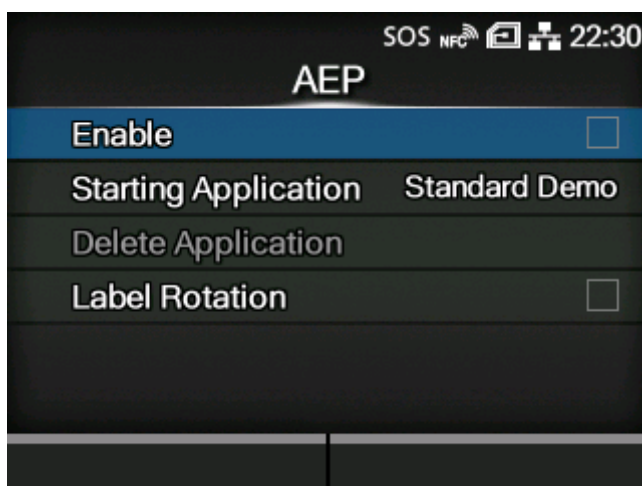 SOS NFC 22:30
AEP
Enable
Starting Application Standard Demo
Delete Application
Label Rotation